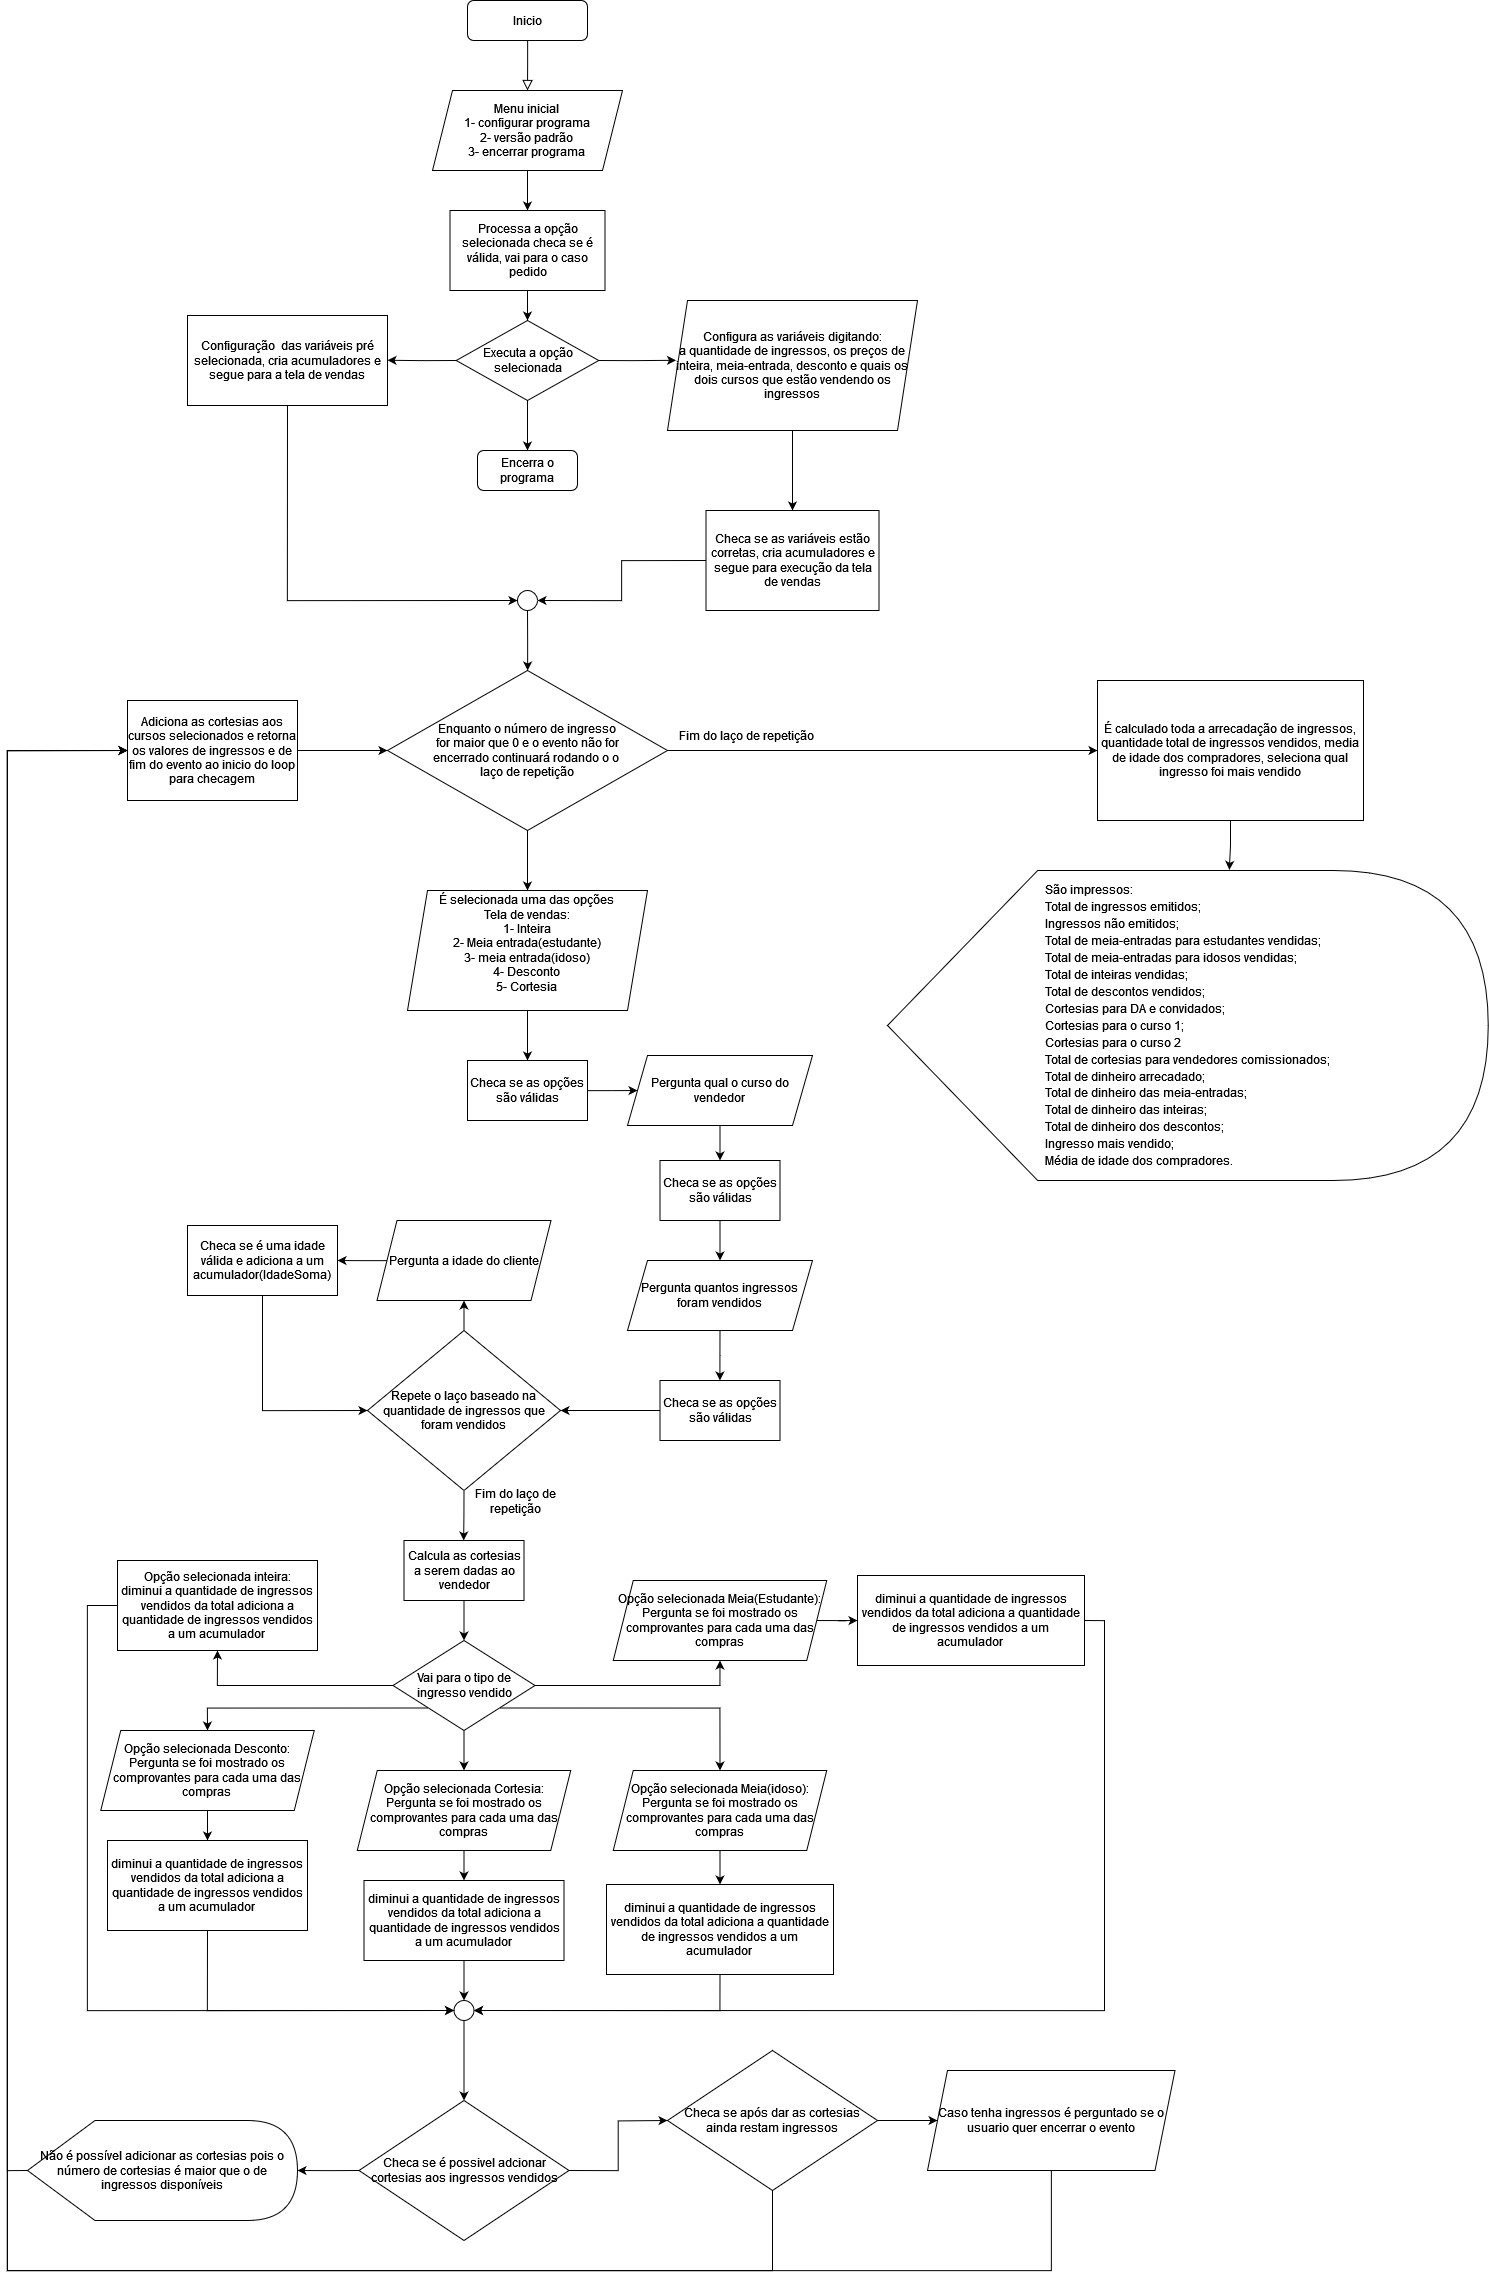 Inicio
Menu inicial
1- configurar programa
2- versão padrão
3- encerrar programa
Processa a opção
selecionada checa se é
válida, vai para o caso
pedido
Configuração  das variáveis pré
selecionada, cria acumuladores e
segue para a tela de vendas
Executa a opção
selecionada
Configura as variáveis digitando:
a quantidade de ingressos, os preços de
inteira, meia-entrada, desconto e quais os
dois cursos que estão vendendo os
ingressos
Encerra o
programa
Checa se as variáveis estão
corretas, cria acumuladores e
segue para execução da tela
de vendas
Adiciona as cortesias aos
cursos selecionados e retorna
os valores de ingressos e de
fim do evento ao inicio do loop
para checagem
Enquanto o número de ingresso
for maior que 0 e o evento não for
encerrado continuará rodando o o
laço de repetição
Fim do laço de repetição
É calculado toda a arrecadação de ingressos,
quantidade total de ingressos vendidos, media
de idade dos compradores, seleciona qual
ingresso foi mais vendido
É selecionada uma das opções
Tela de vendas:
1- Inteira
2- Meia entrada(estudante)
3- meia entrada(idoso)
4- Desconto
5- Cortesia
São impressos:
Total de ingressos emitidos;
Ingressos não emitidos;
Total de meia-entradas para estudantes vendidas;
Total de meia-entradas para idosos vendidas;
Total de inteiras vendidas;
Total de descontos vendidos;
Cortesias para DA e convidados;
Cortesias para o curso 1;
Cortesias para o curso 2
Total de cortesias para vendedores comissionados;
Total de dinheiro arrecadado;
Total de dinheiro das meia-entradas;
Total de dinheiro das inteiras;
Total de dinheiro dos descontos;
Ingresso mais vendido;
Média de idade dos compradores.
Checa se as opções
são válidas
Pergunta qual o curso do
vendedor
Checa se as opções
são válidas
Checa se é uma idade
válida e adiciona a um
acumulador(IdadeSoma)
Pergunta a idade do cliente
Pergunta quantos ingressos
foram vendidos
Repete o laço baseado na
quantidade de ingressos que
foram vendidos
Checa se as opções
são válidas
Fim do laço de
repetição
Calcula as cortesias
a serem dadas ao
vendedor
Opção selecionada inteira:
diminui a quantidade de ingressos
vendidos da total adiciona a
quantidade de ingressos vendidos
a um acumulador
Opção selecionada Meia(Estudante):
Pergunta se foi mostrado os
comprovantes para cada uma das
compras
diminui a quantidade de ingressos
vendidos da total adiciona a quantidade
de ingressos vendidos a um
acumulador
Vai para o tipo de
ingresso vendido
Opção selecionada Desconto:
Pergunta se foi mostrado os
comprovantes para cada uma das
compras
Opção selecionada Cortesia:
Pergunta se foi mostrado os
comprovantes para cada uma das
compras
Opção selecionada Meia(idoso):
Pergunta se foi mostrado os
comprovantes para cada uma das
compras
diminui a quantidade de ingressos
vendidos da total adiciona a
quantidade de ingressos vendidos
a um acumulador
diminui a quantidade de ingressos
vendidos da total adiciona a
quantidade de ingressos vendidos
a um acumulador
diminui a quantidade de ingressos
vendidos da total adiciona a quantidade
de ingressos vendidos a um
acumulador
Não é possível adicionar as cortesias pois o
número de cortesias é maior que o de
ingressos disponíveis
Checa se é possivel adcionar
cortesias aos ingressos vendidos
Checa se após dar as cortesias
ainda restam ingressos
Caso tenha ingressos é perguntado se o
usuario quer encerrar o evento